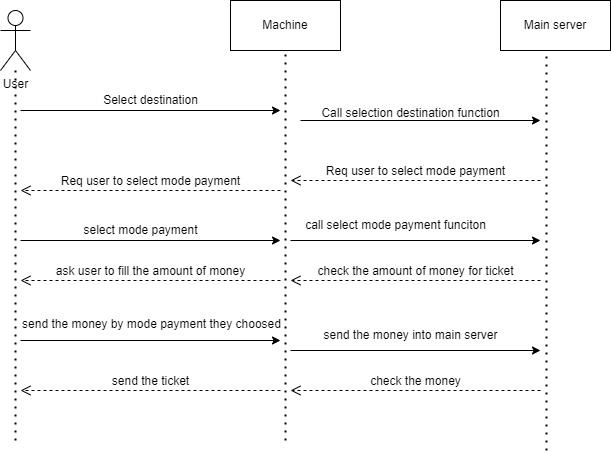 Machine
Main server
User
Select destination
Call selection destination function
Req user to select mode payment
Req user to select mode payment
select mode payment
call select mode payment funciton
ask user to fill the amount of money
check the amount of money for ticket
send the money by mode payment they choosed
send the money into main server
send the ticket
check the money